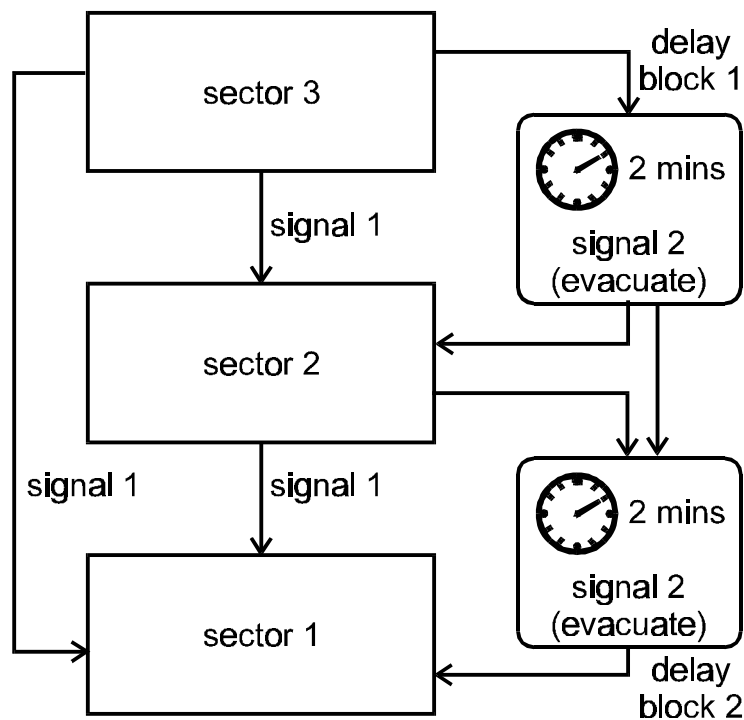 sector 3
delay
block 1
2 mins
signal 2
(evacuate)
signal 1
sector 2
signal 1
signal 1
2 mins
signal 2
(evacuate)
sector 1
delay
block 2